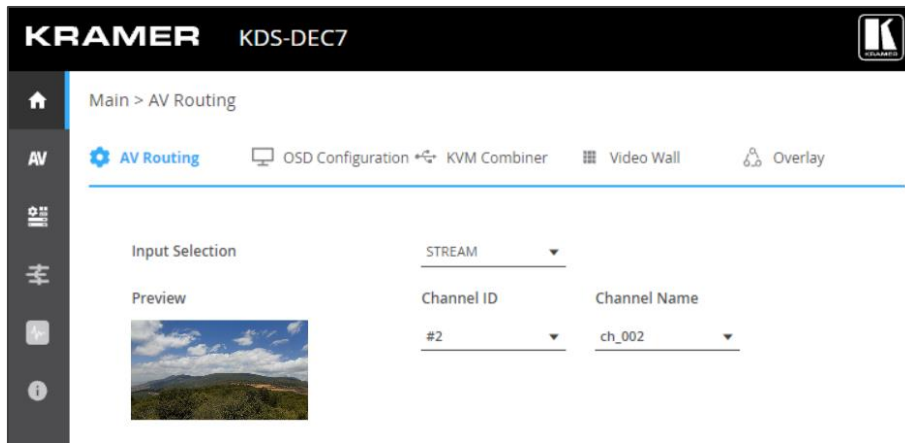 KRAMER KDS-DEC7
KRAMER
Main > AV Routing
AV
AV Routing OSD Configuration KVM Combiner Video Wall Overlay
Input Selection STREAM
Preview Channel ID Channel Name
#2 ch_002